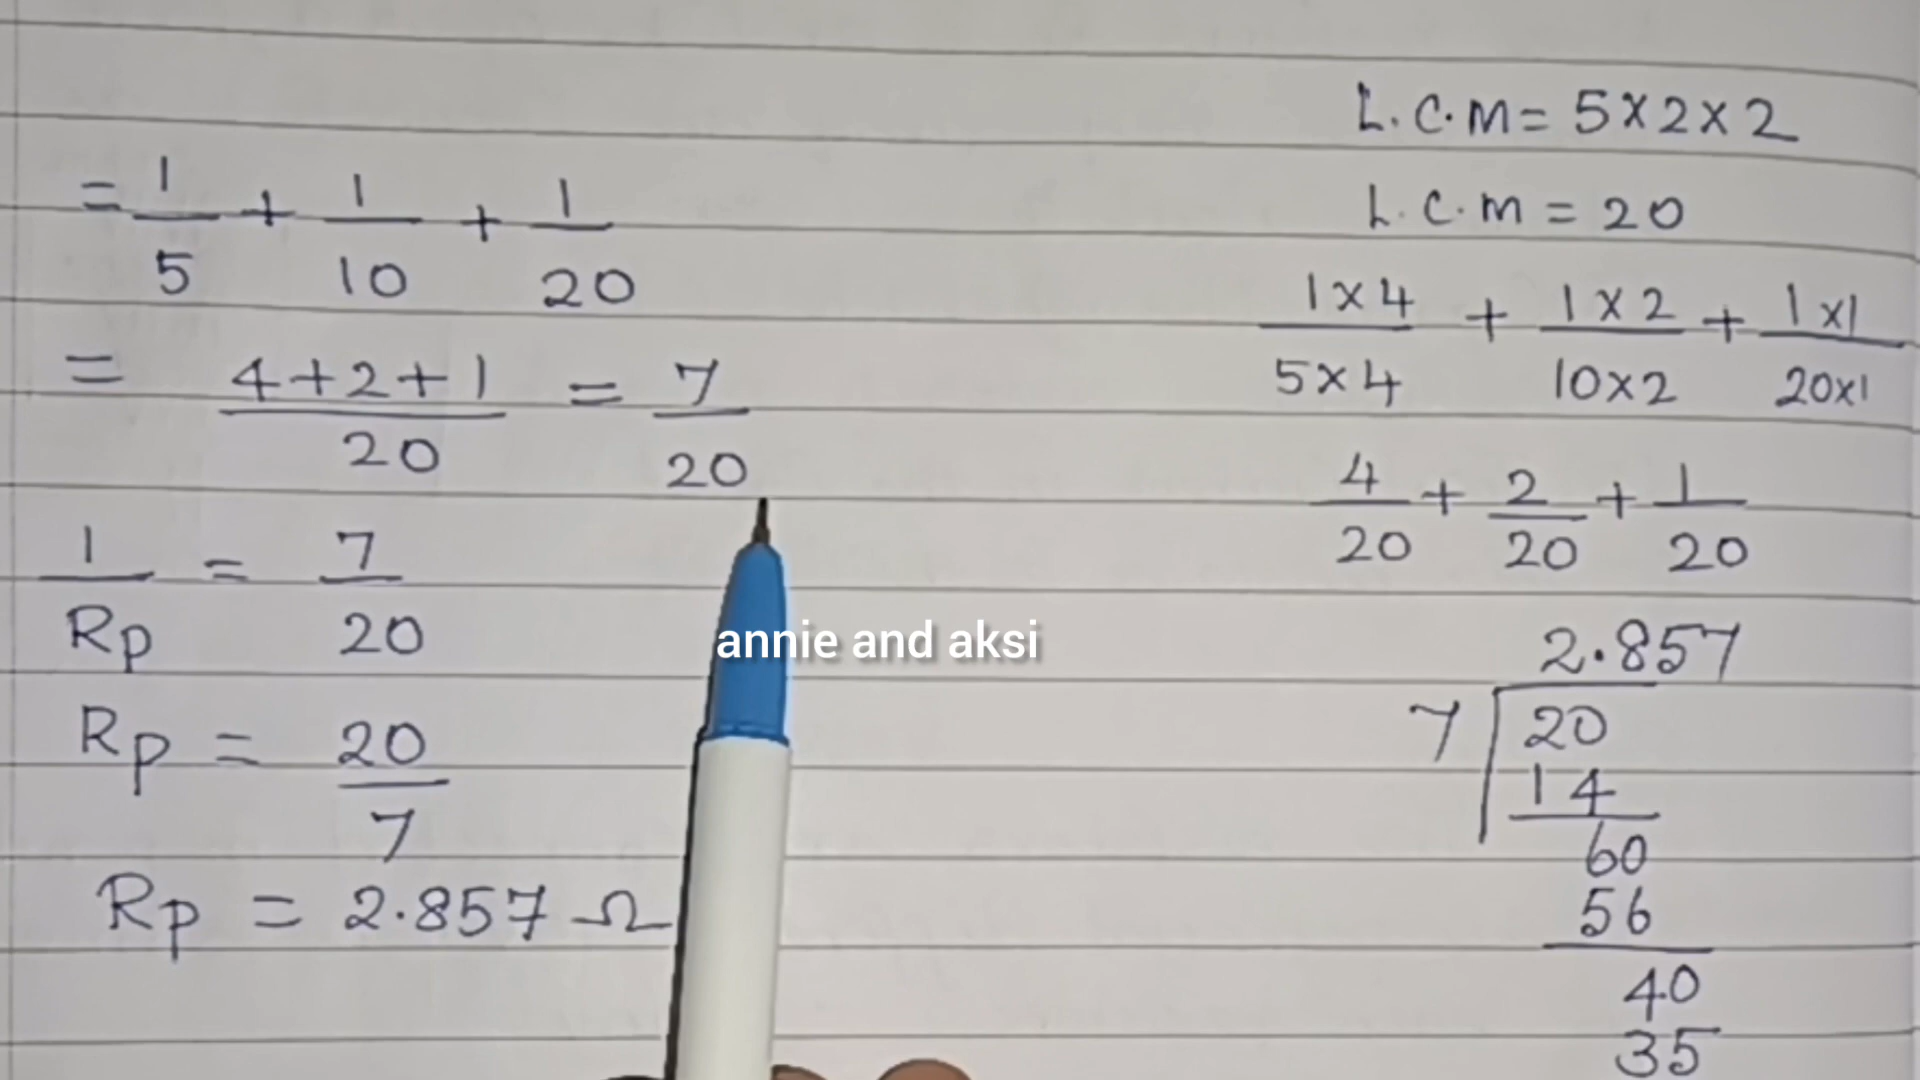 = 1/5 + 1/10 + 1/20
= 4+2+1/20 = 7/20
1/Rp = 7/20
Rp = 20/7
Rp = 2.857 Ω
L.C.M = 5×2×2
L.C.M = 20
1×4/5×4 + 1×2/10×2 + 1×1/20×1
4/20 + 2/20 + 1/20
2.857
7 20
14
60
56
40
35
annie and aksi